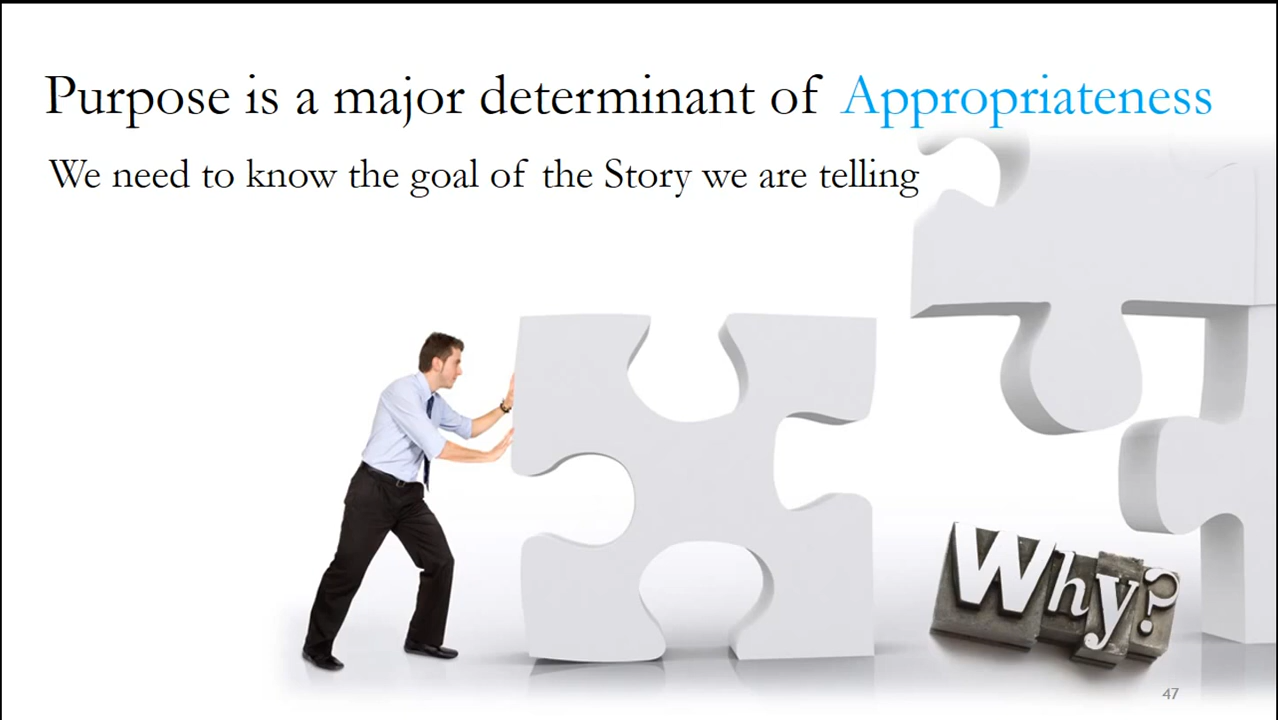 Purpose is a major determinant of Appropriateness
We need to know the goal of the Story we are telling
Why?
47